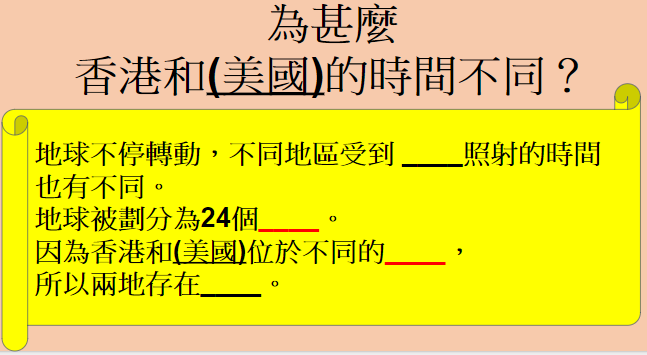 為甚麼
香港和(美國)的時間不同？
地球不停轉動，不同地區受到 _____照射的時間
也有不同。
地球被劃分為24個_____。
因為香港和(美國)位於不同的_____，
所以兩地存在_____。